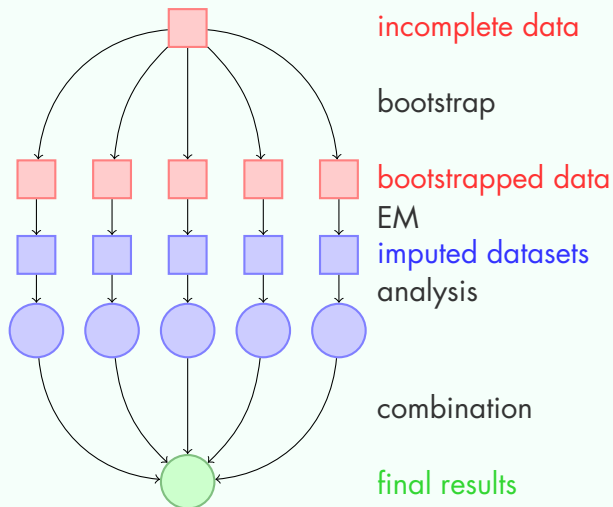 incomplete data
bootstrap
bootstrapped data
EM
imputed datasets
analysis
combination
final results